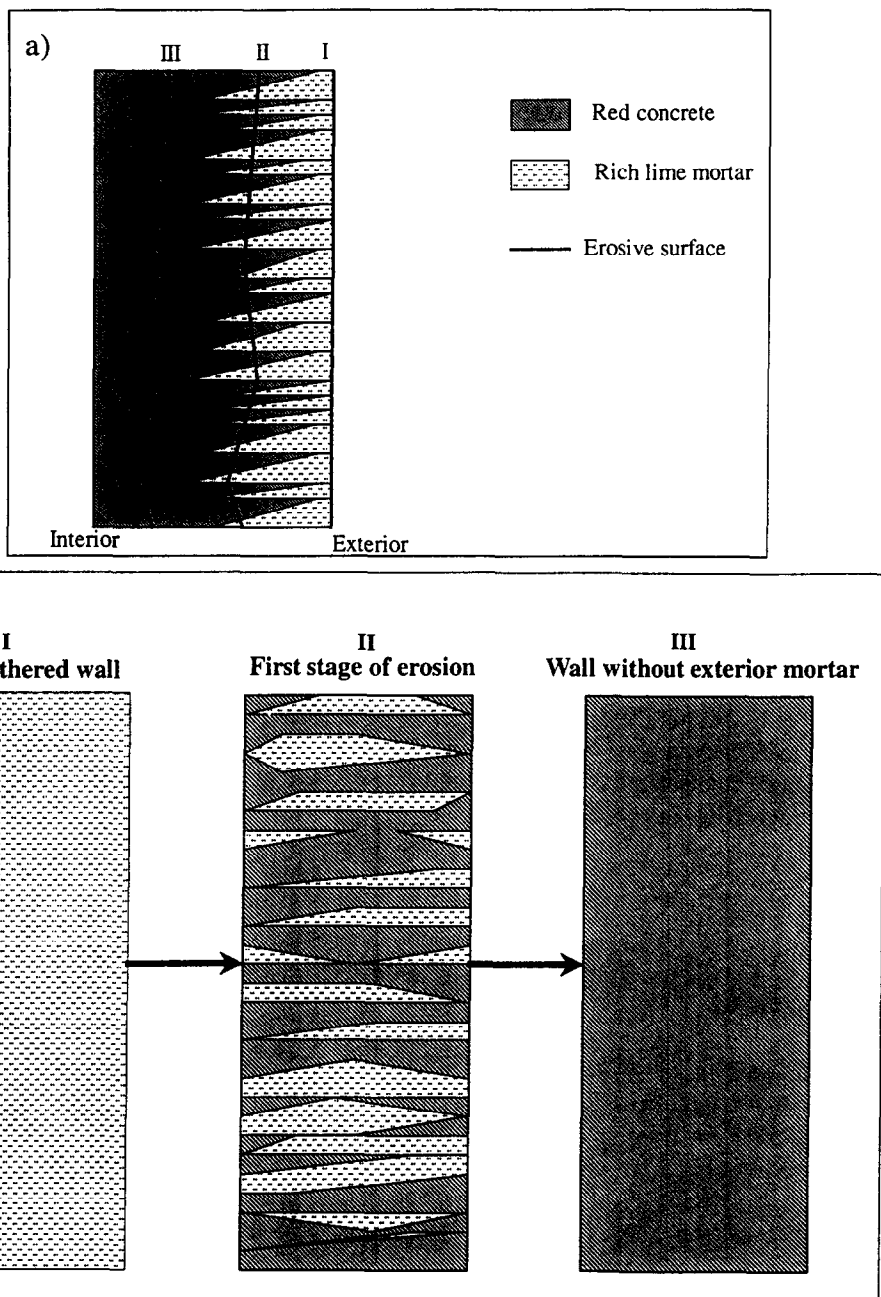 a)
III II I
Red concrete
Rich lime mortar
Erosive surface
Interior Exterior
I II III
First stage of erosion Wall without exterior mortar
wall